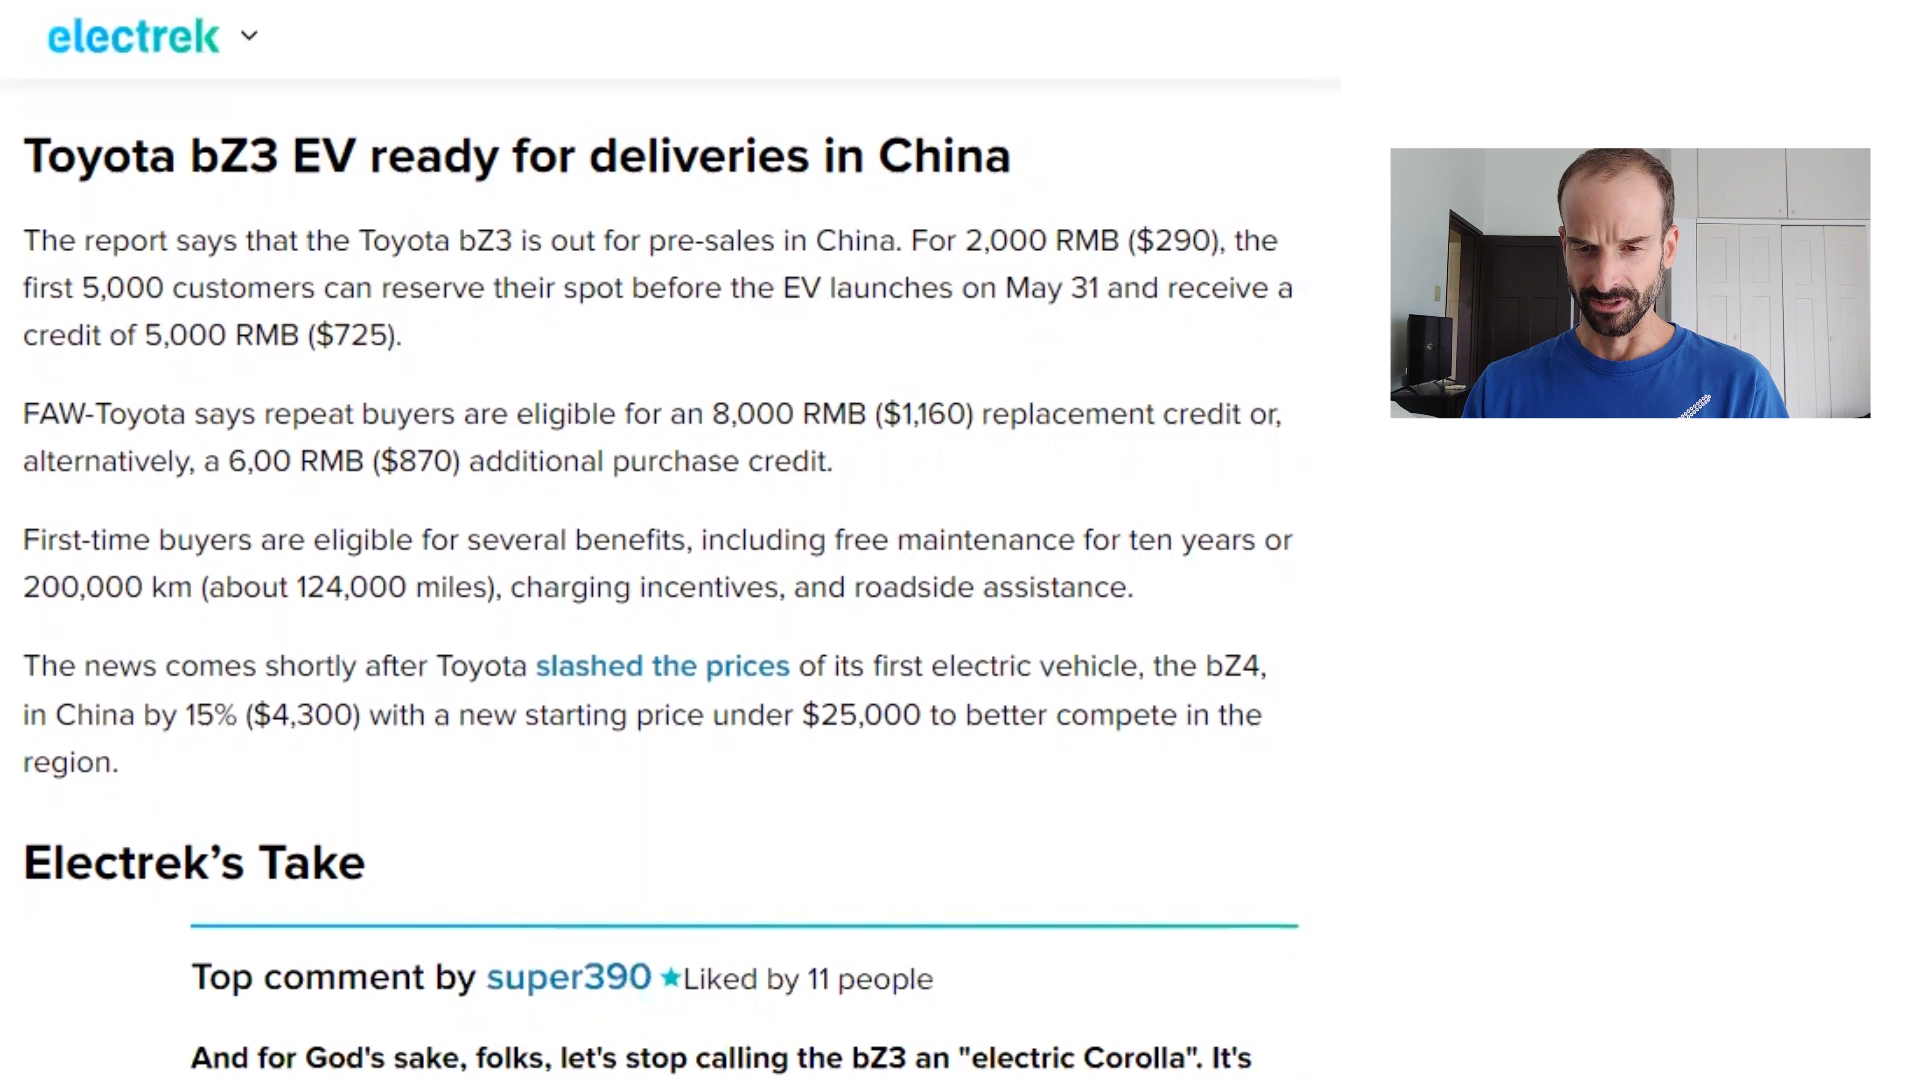 electrek
Toyota bZ3 EV ready for deliveries in China
The report says that the Toyota bZ3 is out for pre-sales in China. For 2,000 RMB ($290), the
first 5,000 customers can reserve their spot before the EV launches on May 31 and receive a
credit of 5,000 RMB ($725).
FAW-Toyota says repeat buyers are eligible for an 8,000 RMB ($1,160) replacement credit or,
alternatively, a 6,00 RMB ($870) additional purchase credit.
First-time buyers are eligible for several benefits, including free maintenance for ten years or
200,000 km (about 124,000 miles), charging incentives, and roadside assistance.
The news comes shortly after Toyota slashed the prices of its first electric vehicle, the bZ4,
in China by 15% ($4,300) with a new starting price under $25,000 to better compete in the
region.
Electrek’s Take
Top comment by super390 ★Liked by 11 people
And for God's sake, folks, let's stop calling the bZ3 an "electric Corolla". It's